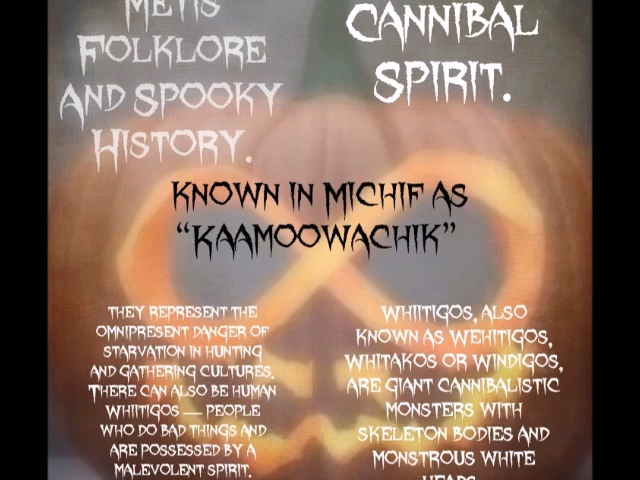 METIS
FOLKLORE
AND SPOOKY
HISTORY.
CANNIBAL
SPIRIT.
KNOWN IN MICHIF AS
"KAAMOOWACHIK"
THEY REPRESENT THE
OMNIPRESENT DANGER OF
STARVATION IN HUNTING
AND GATHERING CULTURES.
THERE CAN ALSO BE HUMAN
WHIITIGOS — PEOPLE
WHO DO BAD THINGS AND
ARE POSSESSED BY A
MALEVOLENT SPIRIT.
WHIITIGOS, ALSO
KNOWN AS WEHITIGOS,
WHITAKOS OR WINDIGOS,
ARE GIANT CANNIBALISTIC
MONSTERS WITH
SKELETON BODIES AND
MONSTROUS WHITE
HEADS